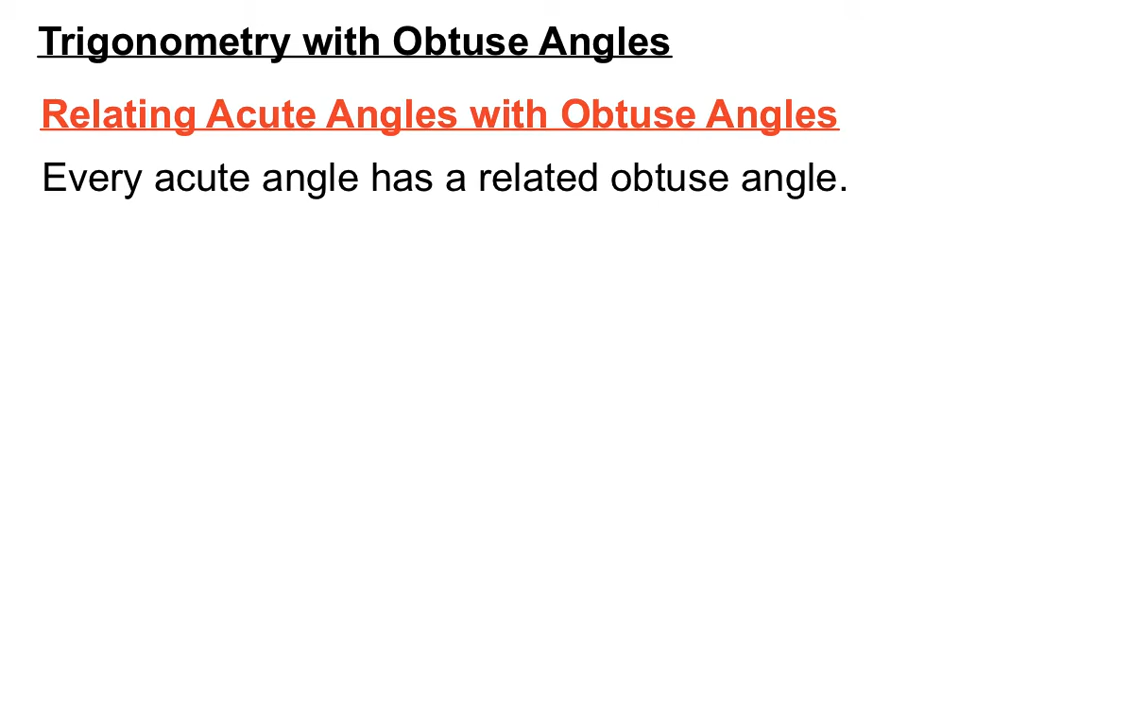 Trigonometry with Obtuse Angles
Relating Acute Angles with Obtuse Angles
Every acute angle has a related obtuse angle.